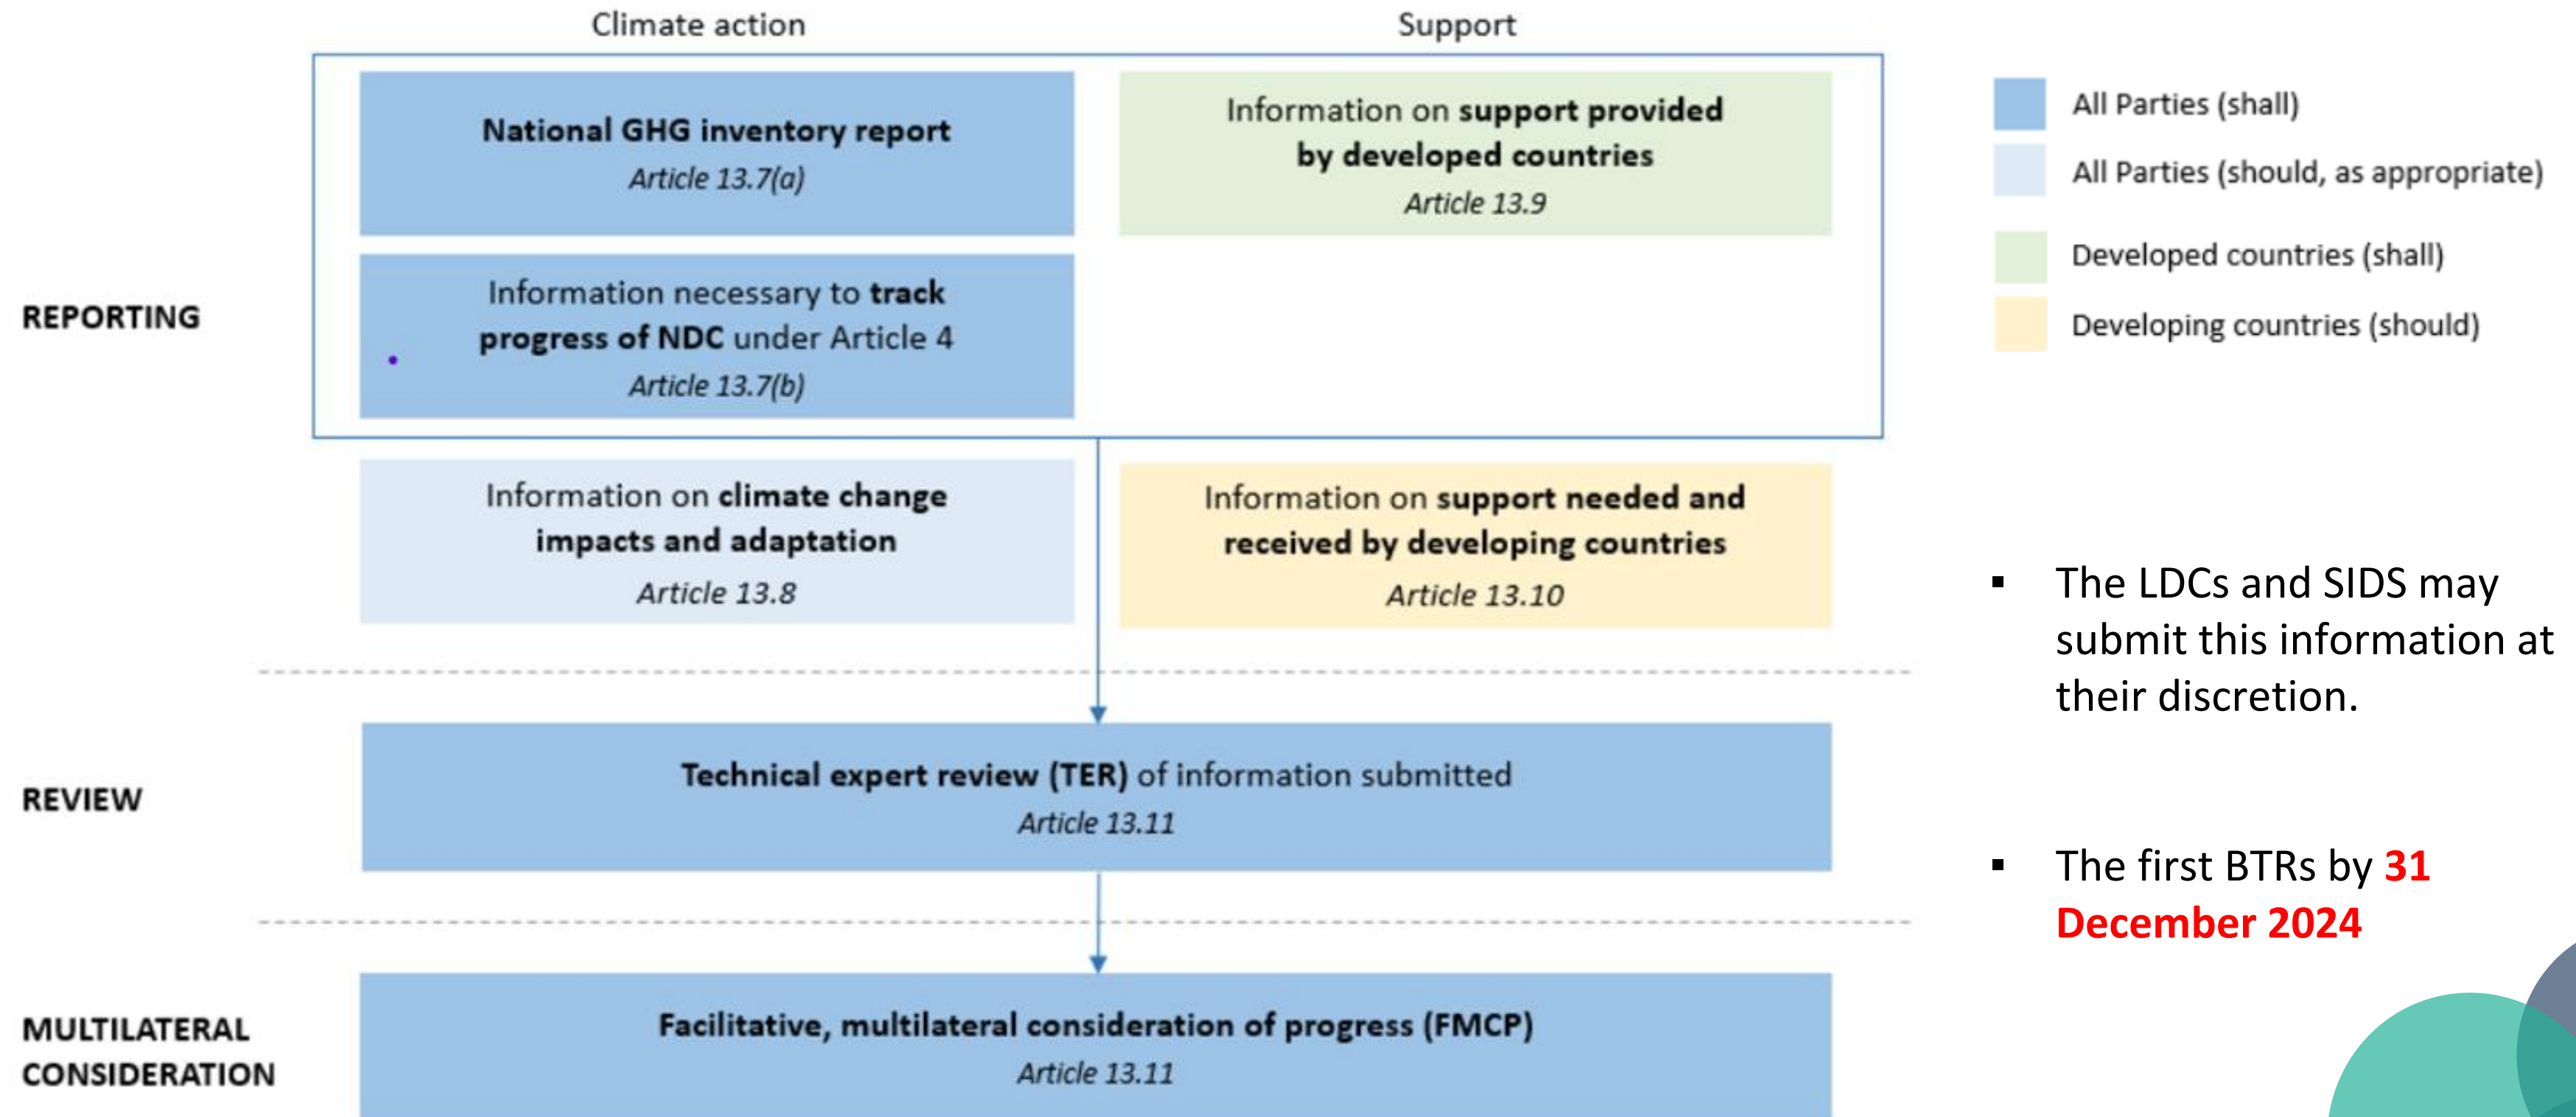 Climate action
Support
REPORTING
National GHG inventory report
Article 13.7(a)
Information on support provided
by developed countries
Article 13.9
Information necessary to track
progress of NDC under Article 4
Article 13.7(b)
Information on climate change
impacts and adaptation
Article 13.8
Information on support needed and
received by developing countries
Article 13.10
REVIEW
Technical expert review (TER) of information submitted
Article 13.11
MULTILATERAL
CONSIDERATION
Facilitative, multilateral consideration of progress (FMCP)
Article 13.11
All Parties (shall)
All Parties (should, as appropriate)
Developed countries (shall)
Developing countries (should)
▪ The LDCs and SIDS may
submit this information at
their discretion.
▪ The first BTRs by 31
December 2024